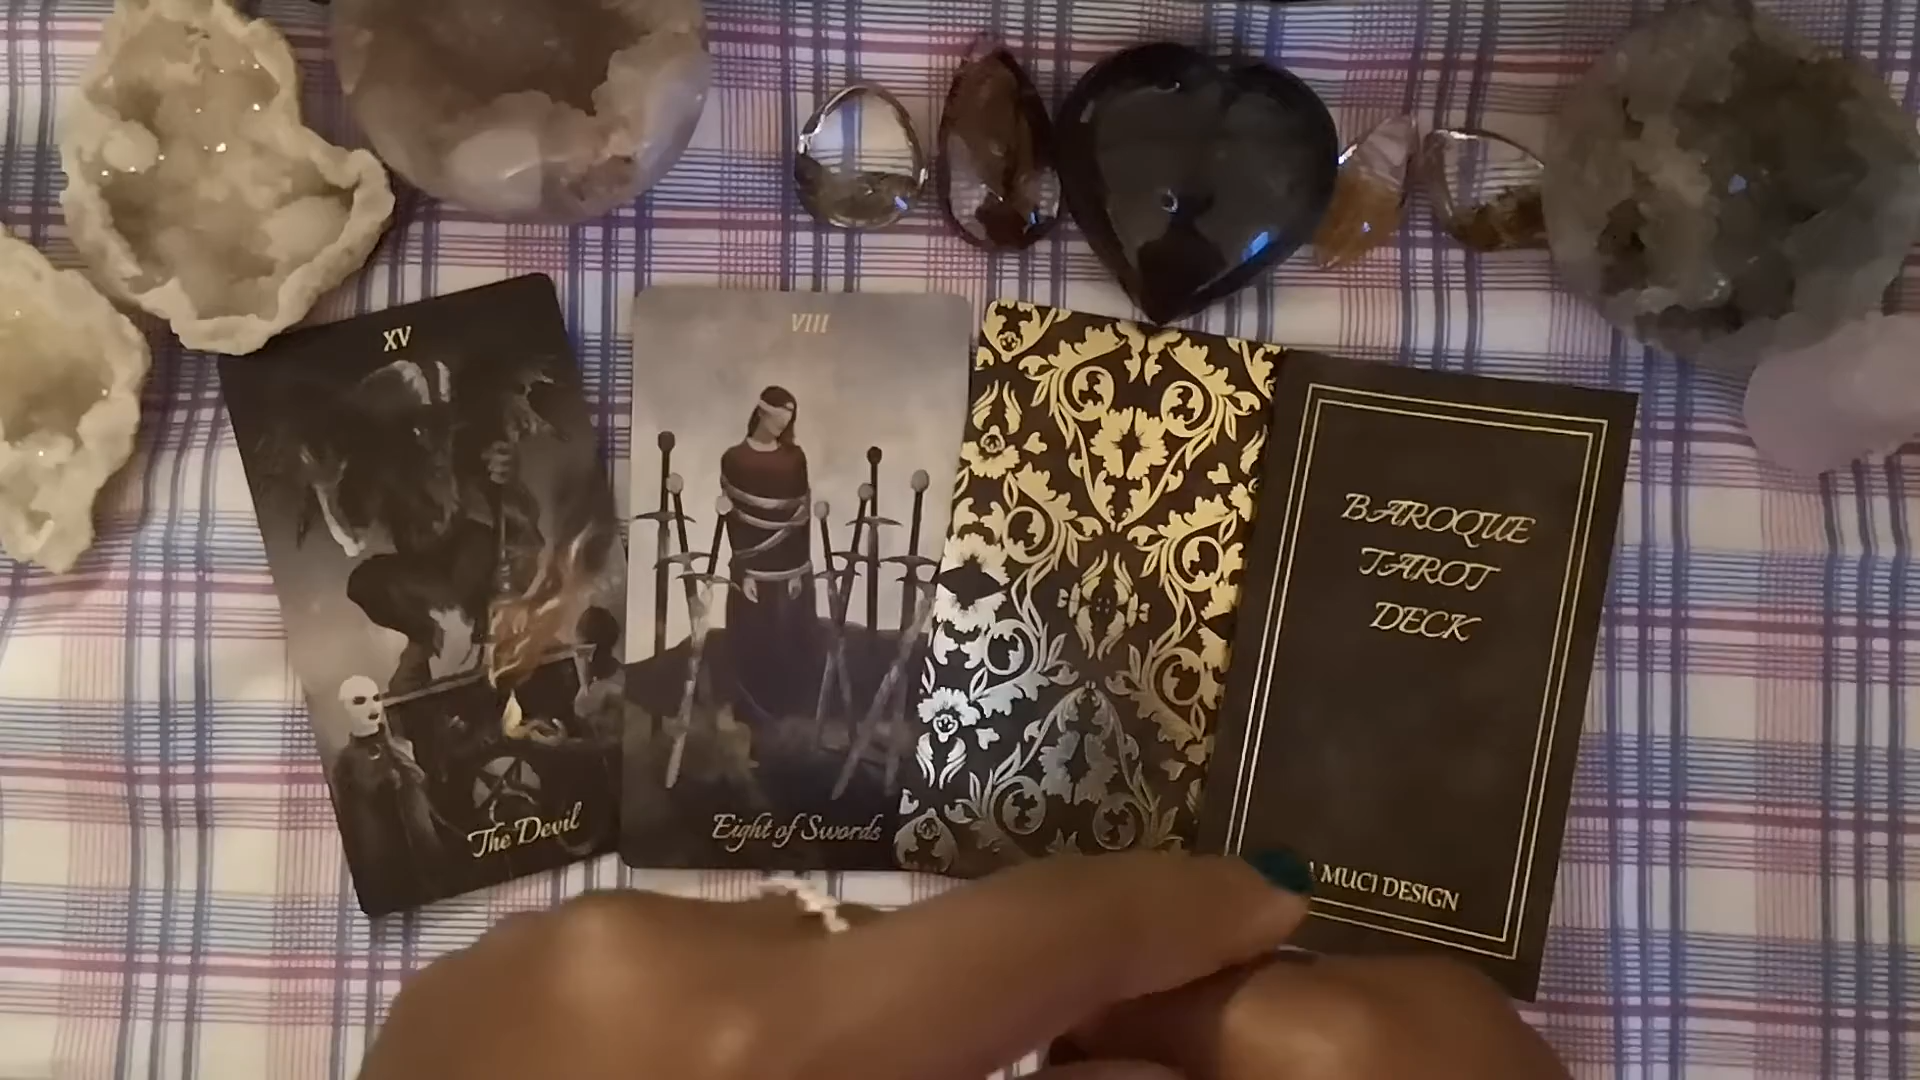 XV
The Devil
VIII
Eight of Swords
BAROQUE
TAROT
DECK
A MUCI DESIGN